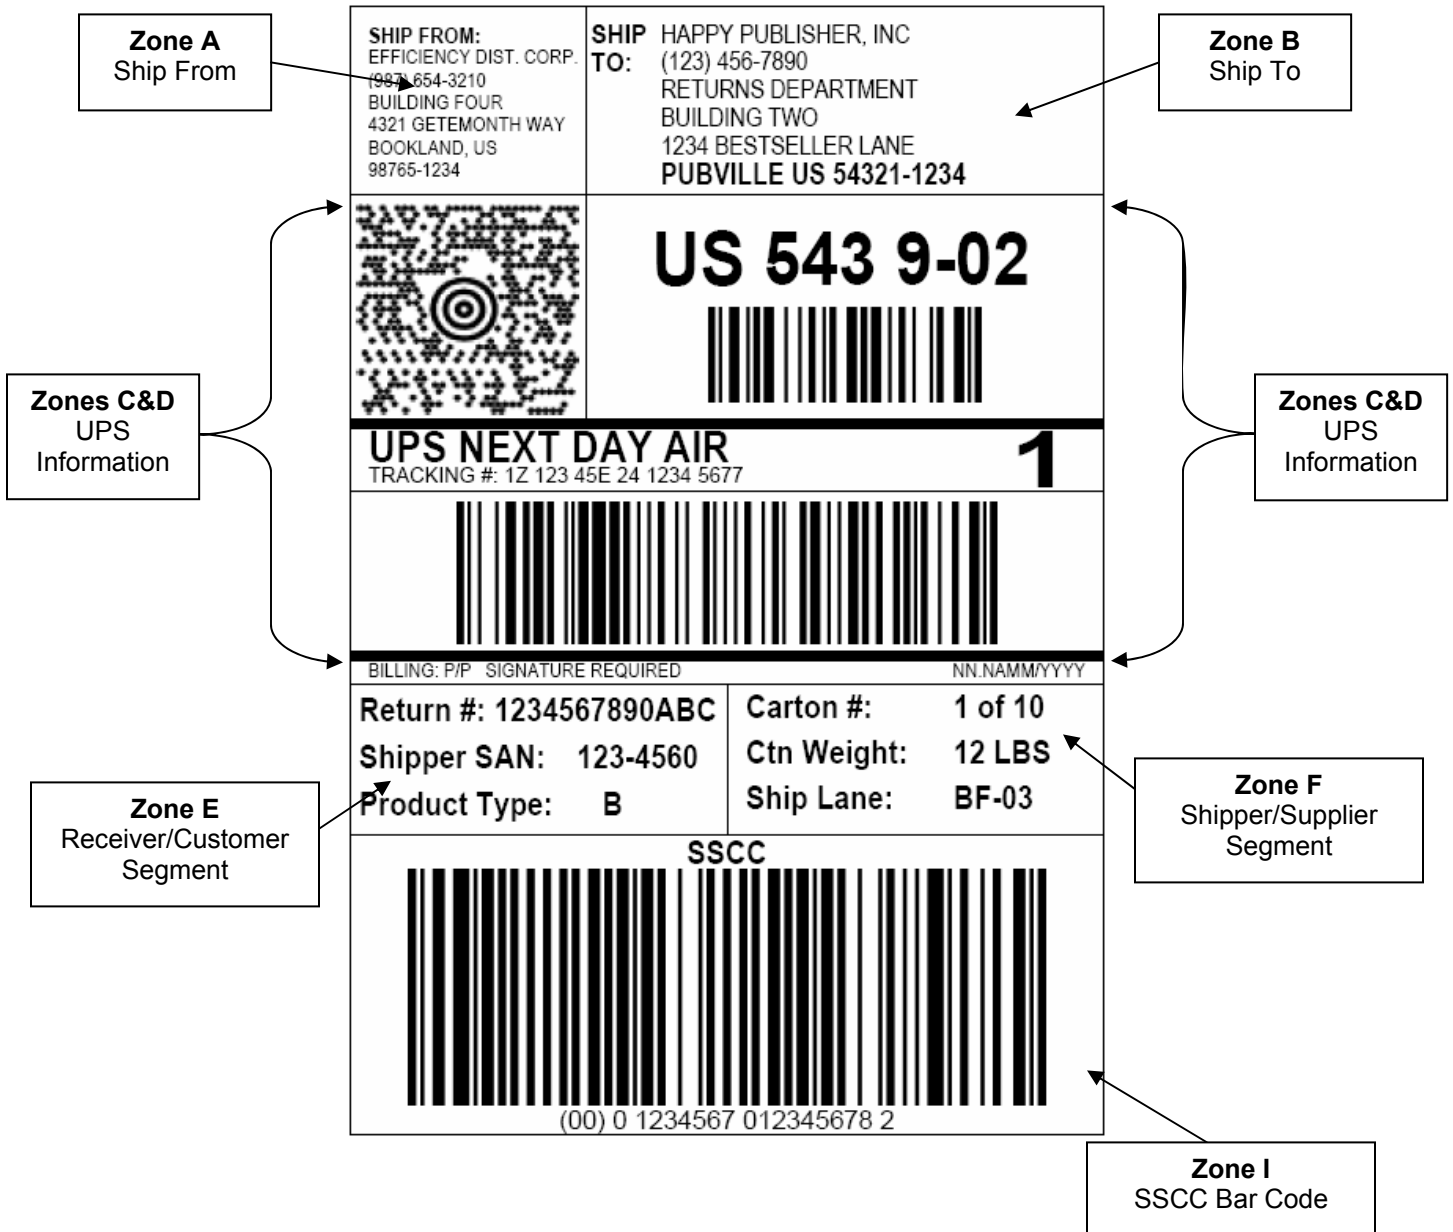 Zone A
Ship From
SHIP FROM:
EFFICIENCY DIST. CORP.
(987) 654-3210
BUILDING FOUR
4321 GETEMONTH WAY
BOOKLAND, US
98765-1234
SHIP TO:
HAPPY PUBLISHER, INC
(123) 456-7890
RETURNS DEPARTMENT
BUILDING TWO
1234 BESTSELLER LANE
PUBVILLE US 54321-1234
Zone B
Ship To
US 543 9-02
Zones C&D
UPS
Information
UPS NEXT DAY AIR
TRACKING #: 1Z 123 45E 24 1234 5677
1
Zones C&D
UPS
Information
BILLING: P/P SIGNATURE REQUIRED
NN.NAMM/YYYY
Return #: 1234567890ABC
Shipper SAN: 123-4560
Product Type: B
Carton #: 1 of 10
Ctn Weight: 12 LBS
Ship Lane: BF-03
Zone E
Receiver/Customer
Segment
Zone F
Shipper/Supplier
Segment
SSCC
(00) 0 1234567 012345678 2
Zone I
SSCC Bar Code